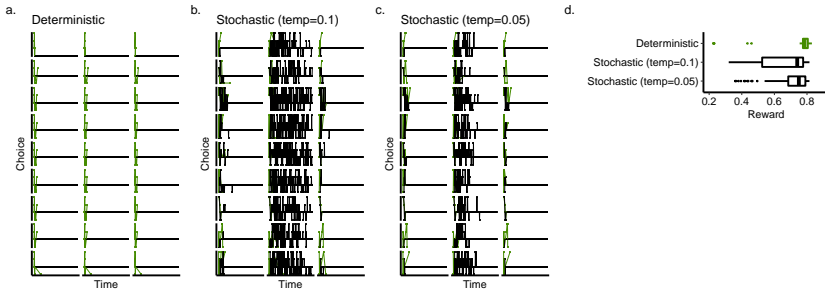 a.
Deterministic
Choice
Time
b.
Stochastic (temp=0.1)
Choice
Time
c.
Stochastic (temp=0.05)
Choice
Time
d.
Deterministic
Stochastic (temp=0.1)
Stochastic (temp=0.05)
0.2 0.4 0.6 0.8
Reward